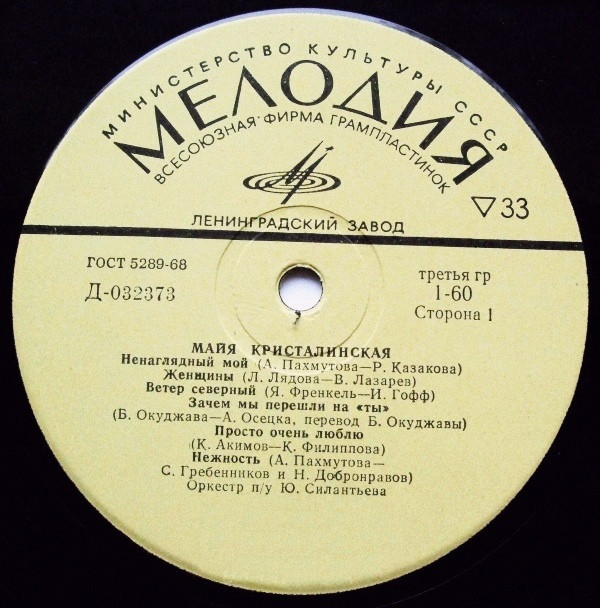 МИНИСТЕРСТВО КУЛЬТУРЫ СССР
МЕЛОДИЯ
ВСЕСОЮЗНАЯ ФИРМА ГРАМПЛАСТИНОК
▽33
ЛЕНИНГРАДСКИЙ ЗАВОД
ГОСТ 5289-68
Д-032373
третья гр
1-60
Сторона 1
МАЙЯ КРИСТАЛИНСКАЯ
Ненаглядный мой (А. Пахмутова—Р. Казакова)
Женщины (Л. Лядова—В. Лазарев)
Ветер северный (Я. Френкель—И. Гофф)
Зачем мы перешли на «ты»
(Б. Окуджава—А. Осецка, перевод Б. Окуджавы)
Просто очень люблю
(К. Акимов—К. Филиппова)
Нежность (А. Пахмутова—
С. Гребенников и Н. Добронравов)
Оркестр п/у Ю. Силантьева